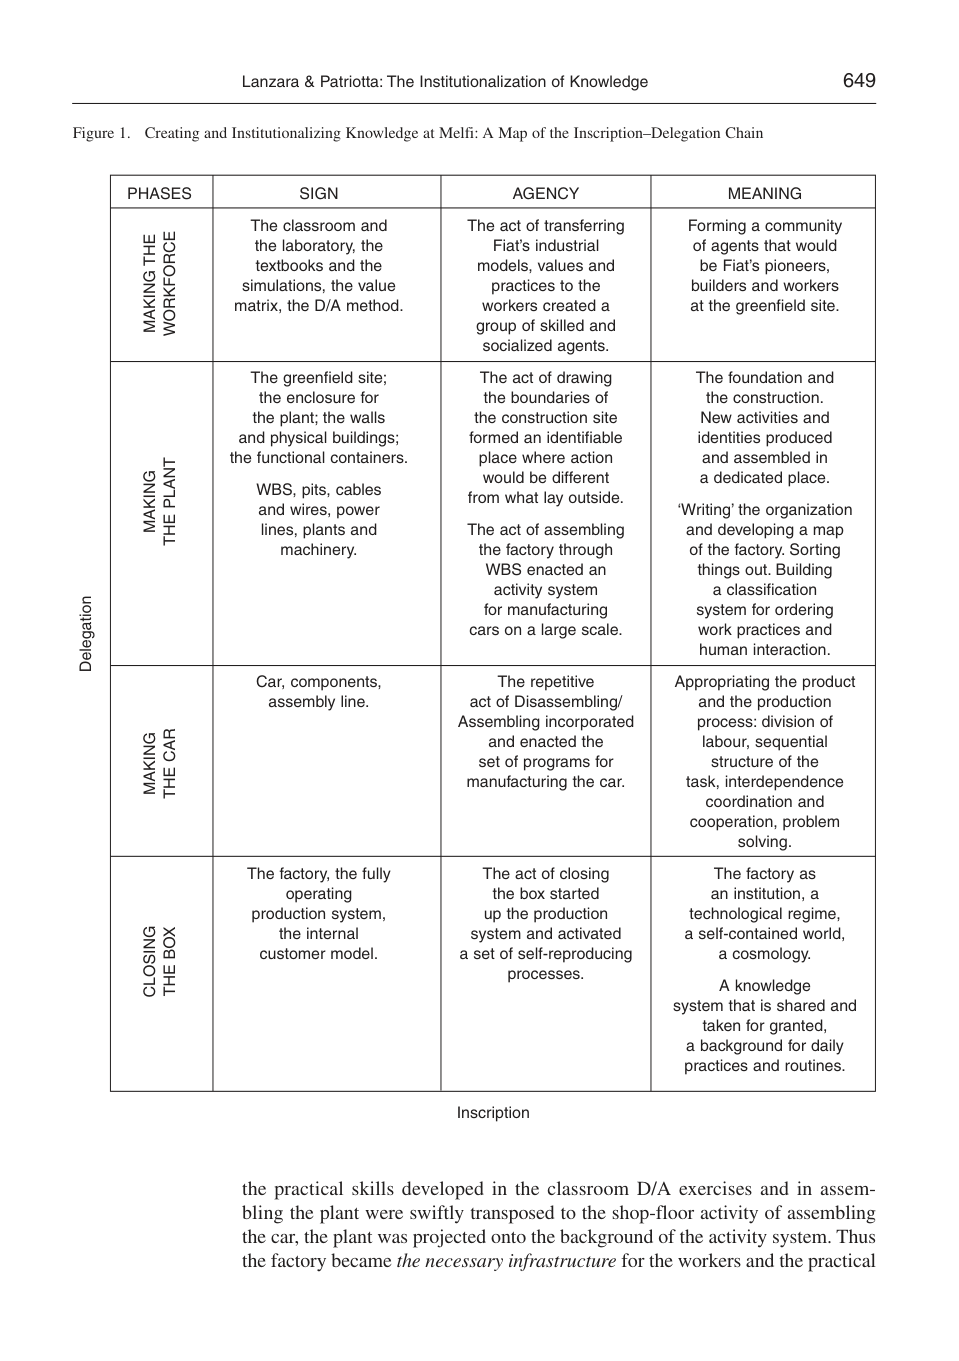 Lanzara & Patriotta: The Institutionalization of Knowledge
649
Figure 1. Creating and Institutionalizing Knowledge at Melfi: A Map of the Inscription–Delegation Chain
PHASES
SIGN
AGENCY
MEANING
MAKING THE
WORKFORCE
The classroom and
the laboratory, the
textbooks and the
simulations, the value
matrix, the D/A method.
The act of transferring
Fiat's industrial
models, values and
practices to the
workers created a
group of skilled and
socialized agents.
Forming a community
of agents that would
be Fiat's pioneers,
builders and workers
at the greenfield site.
MAKING
THE PLANT
The greenfield site;
the enclosure for
the plant; the walls
and physical buildings;
the functional containers.
WBS, pits, cables
and wires, power
lines, plants and
machinery.
The act of drawing
the boundaries of
the construction site
formed an identifiable
place where action
would be different
from what lay outside.
The act of assembling
the factory through
WBS enacted an
activity system
for manufacturing
cars on a large scale.
The foundation and
the construction.
New activities and
identities produced
and assembled in
a dedicated place.
‘Writing’ the organization
and developing a map
of the factory. Sorting
things out. Building
a classification
system for ordering
work practices and
human interaction.
Delegation
MAKING
THE CAR
Car, components,
assembly line.
The repetitive
act of Disassembling/
Assembling incorporated
and enacted the
set of programs for
manufacturing the car.
Appropriating the product
and the production
process: division of
labour, sequential
structure of the
task, interdependence
coordination and
cooperation, problem
solving.
CLOSING
THE BOX
The factory, the fully
operating
production system,
the internal
customer model.
The act of closing
the box started
up the production
system and activated
a set of self-reproducing
processes.
The factory as
an institution, a
technological regime,
a self-contained world,
a cosmology.
A knowledge
system that is shared and
taken for granted,
a background for daily
practices and routines.
Inscription
the practical skills developed in the classroom D/A exercises and in assem-
bling the plant were swiftly transposed to the shop-floor activity of assembling
the car, the plant was projected onto the background of the activity system. Thus
the factory became the necessary infrastructure for the workers and the practical